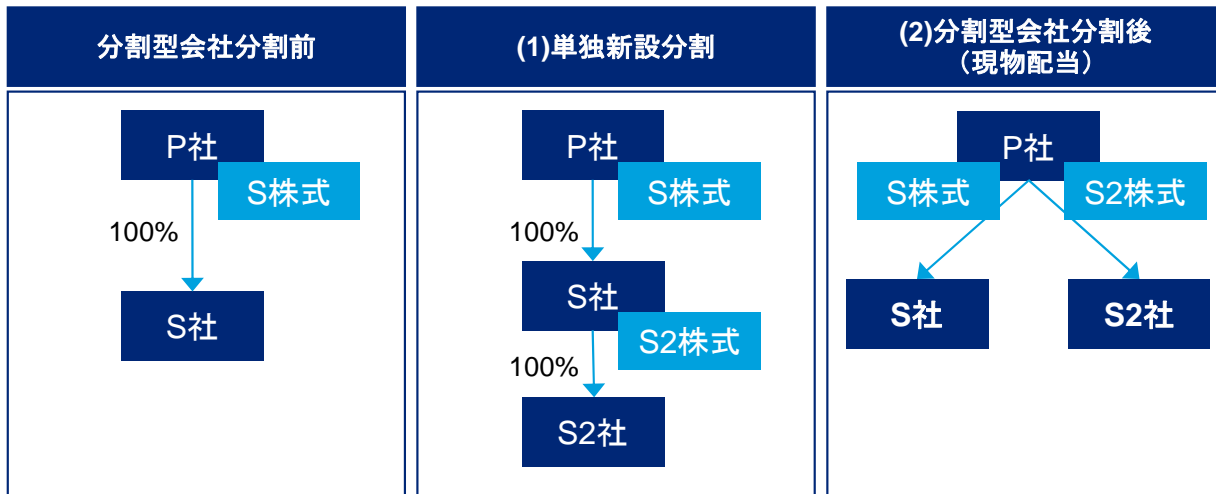 分割型会社分割前
P社
S株式
100%
S社
(1)単独新設分割
P社
S株式
100%
S社
S2株式
100%
S2社
(2)分割型会社分割後
（現物配当）
P社
S株式
S2株式
S社
S2社